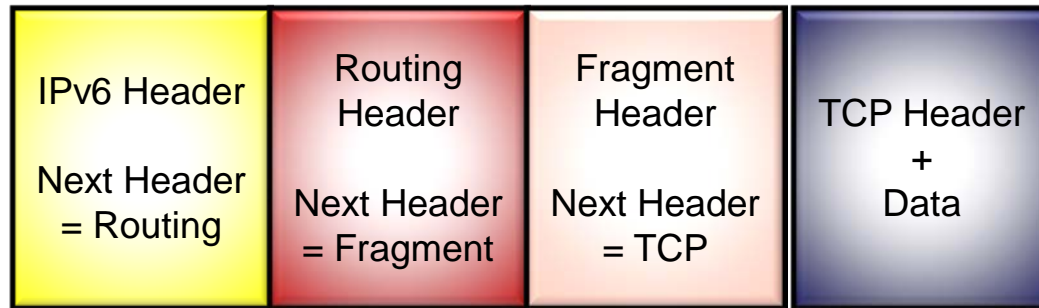 IPv6 Header
Next Header
= Routing
Routing
Header
Next Header
= Fragment
Fragment
Header
Next Header
= TCP
TCP Header
+
Data